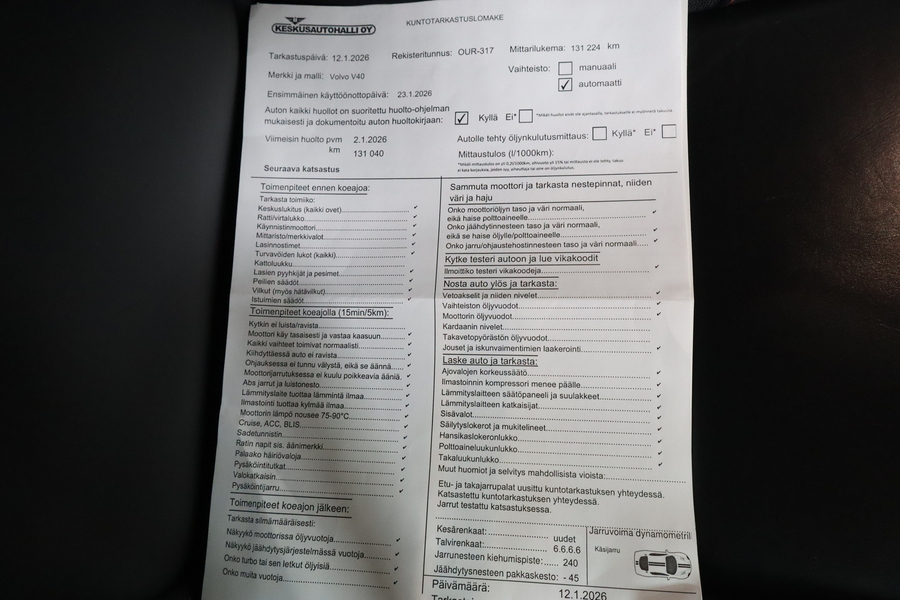 KESKUSAUTOHALLI OY
KUNTOTARKASTUSLOMAKE
Tarkastuspäivä: 12.1.2026 Rekisteritunnus: OUR-317 Mittarilukema: 131 224 km
Merkki ja malli: Volvo V40
Vaihteisto: manuaali
✓ automaatti
Ensimmäinen käyttöönottopäivä: 23.1.2026
Auton kaikki huollot on suoritettu huolto-ohjelman
mukaisesti ja dokumentoitu auton huoltokirjaan: ✓ Kyllä Ei*
Viimeisin huolto pvm 2.1.2026
km 131 040
Autolle tehty öljynkulutusmittaus: Kyllä* Ei*
Mittaustulos (l/1000km):
Seuraava katsastus
Toimenpiteet ennen koeajoa:
Tarkasta toimiiko:
Keskuslukitus (kaikki ovet) ✓
Ratti/virtalukko ✓
Käynnistinmoottori ✓
Mittaristo/merkkivalot ✓
Lasinnostimet ✓
Turvavöiden lukot (kaikki) ✓
Kattoluukku
Lasien pyyhkijät ja pesimet ✓
Peilien säädöt ✓
Vilkut (myös hätävilkut) ✓
Istuimien säädöt ✓
Toimenpiteet koeajolla (15min/5km):
Kytkin ei luista/ravista
Moottori käy tasaisesti ja vastaa kaasuun ✓
Kaikki vaihteet toimivat normaalisti ✓
Kiihdyttäessä auto ei ravista ✓
Ohjauksessa ei tunnu välystä, eikä se äännä ✓
Moottorijarrutuksessa ei kuulu poikkeavia ääniä. ✓
Abs jarrut ja luistonesto ✓
Lämmityslaite tuottaa lämmintä ilmaa ✓
Ilmastointi tuottaa kylmää ilmaa ✓
Moottorin lämpö nousee 75-90°C ✓
Cruise, ACC, BLIS ✓
Sadetunnistin ✓
Ratin napit sis. äänimerkki ✓
Palaako häiriövaloja ✓
Pysäköintitutkat ✓
Valokatkaisin ✓
Pysäköintijarru ✓
Toimenpiteet koeajon jälkeen:
Tarkasta silmämääräisesti:
Näkyykö moottorissa öljyvuotoja ✓
Näkyykö jäähdytysjärjestelmässä vuotoja ✓
Onko turbo tai sen letkut öljyisiä ✓
Onko muita vuotoja ✓
Sammuta moottori ja tarkasta nestepinnat, niiden
väri ja haju
Onko moottoriöljyn taso ja väri normaali,
eikä haise polttoaineelle ✓
Onko jäähdytinnesteen taso ja väri normaali,
eikä se haise öljylle/polttoaineelle ✓
Onko jarru/ohjaustehostinnesteen taso ja väri normaali ✓
Kytke testeri autoon ja lue vikakoodit
Ilmoittiko testeri vikakoodeja ✓
Nosta auto ylös ja tarkasta:
Vetoakselit ja niiden nivelet ✓
Vaihteiston öljyvuodot ✓
Moottorin öljyvuodot ✓
Kardaanin nivelet
Takavetopyörästön öljyvuodot
Jouset ja iskunvaimentimien laakerointi ✓
Laske auto ja tarkasta:
Ajovalojen korkeussäätö ✓
Ilmastoinnin kompressori menee päälle ✓
Lämmityslaitteen säätöpaneeli ja suulakkeet ✓
Lämmityslaitteen katkaisijat ✓
Sisävalot ✓
Säilytyslokerot ja mukitelineet ✓
Hansikaslokeronlukko ✓
Polttoaineluukunlukko ✓
Takaluukunlukko ✓
Muut huomiot ja selvitys mahdollisista vioista:
Etu- ja takajarrupalat uusittu kuntotarkastuksen yhteydessä.
Katsastettu kuntotarkastuksen yhteydessä.
Jarrut testattu katsastuksessa.
Kesärenkaat: uudet
Talvirenkaat: 6.6.6.6
Jarrunesteen kiehumispiste: 240
Jäähdytysnesteen pakkaskesto: - 45
Jarruvoima dynamometril
Käsijarru
Päivämäärä: 12.1.2026